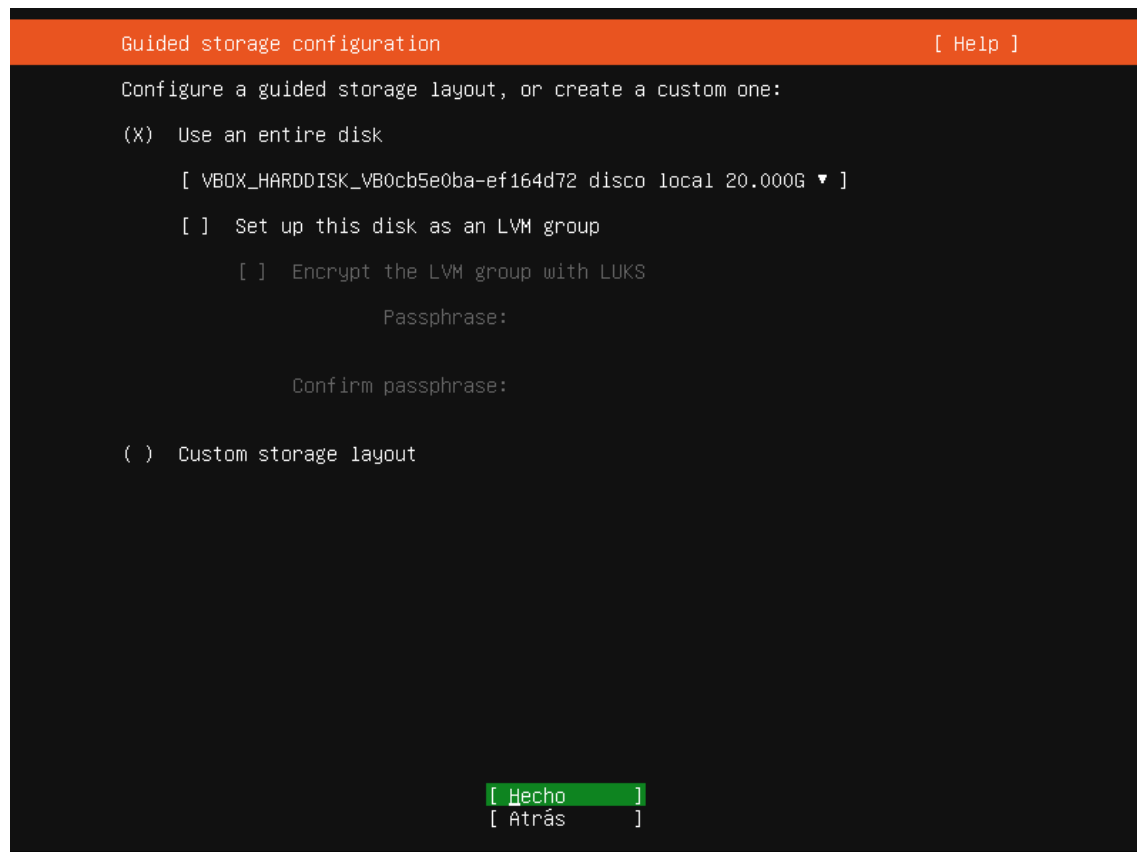 Guided storage configuration [ Help ]
Configure a guided storage layout, or create a custom one:
(X) Use an entire disk
[ VBOX_HARDDISK_VB0cb5e0ba-ef164d72 disco local 20.000G ▾ ]
[ ] Set up this disk as an LVM group
[ ] Encrypt the LVM group with LUKS
Passphrase:
Confirm passphrase:
( ) Custom storage layout
[ Hecho ]
[ Atrás ]